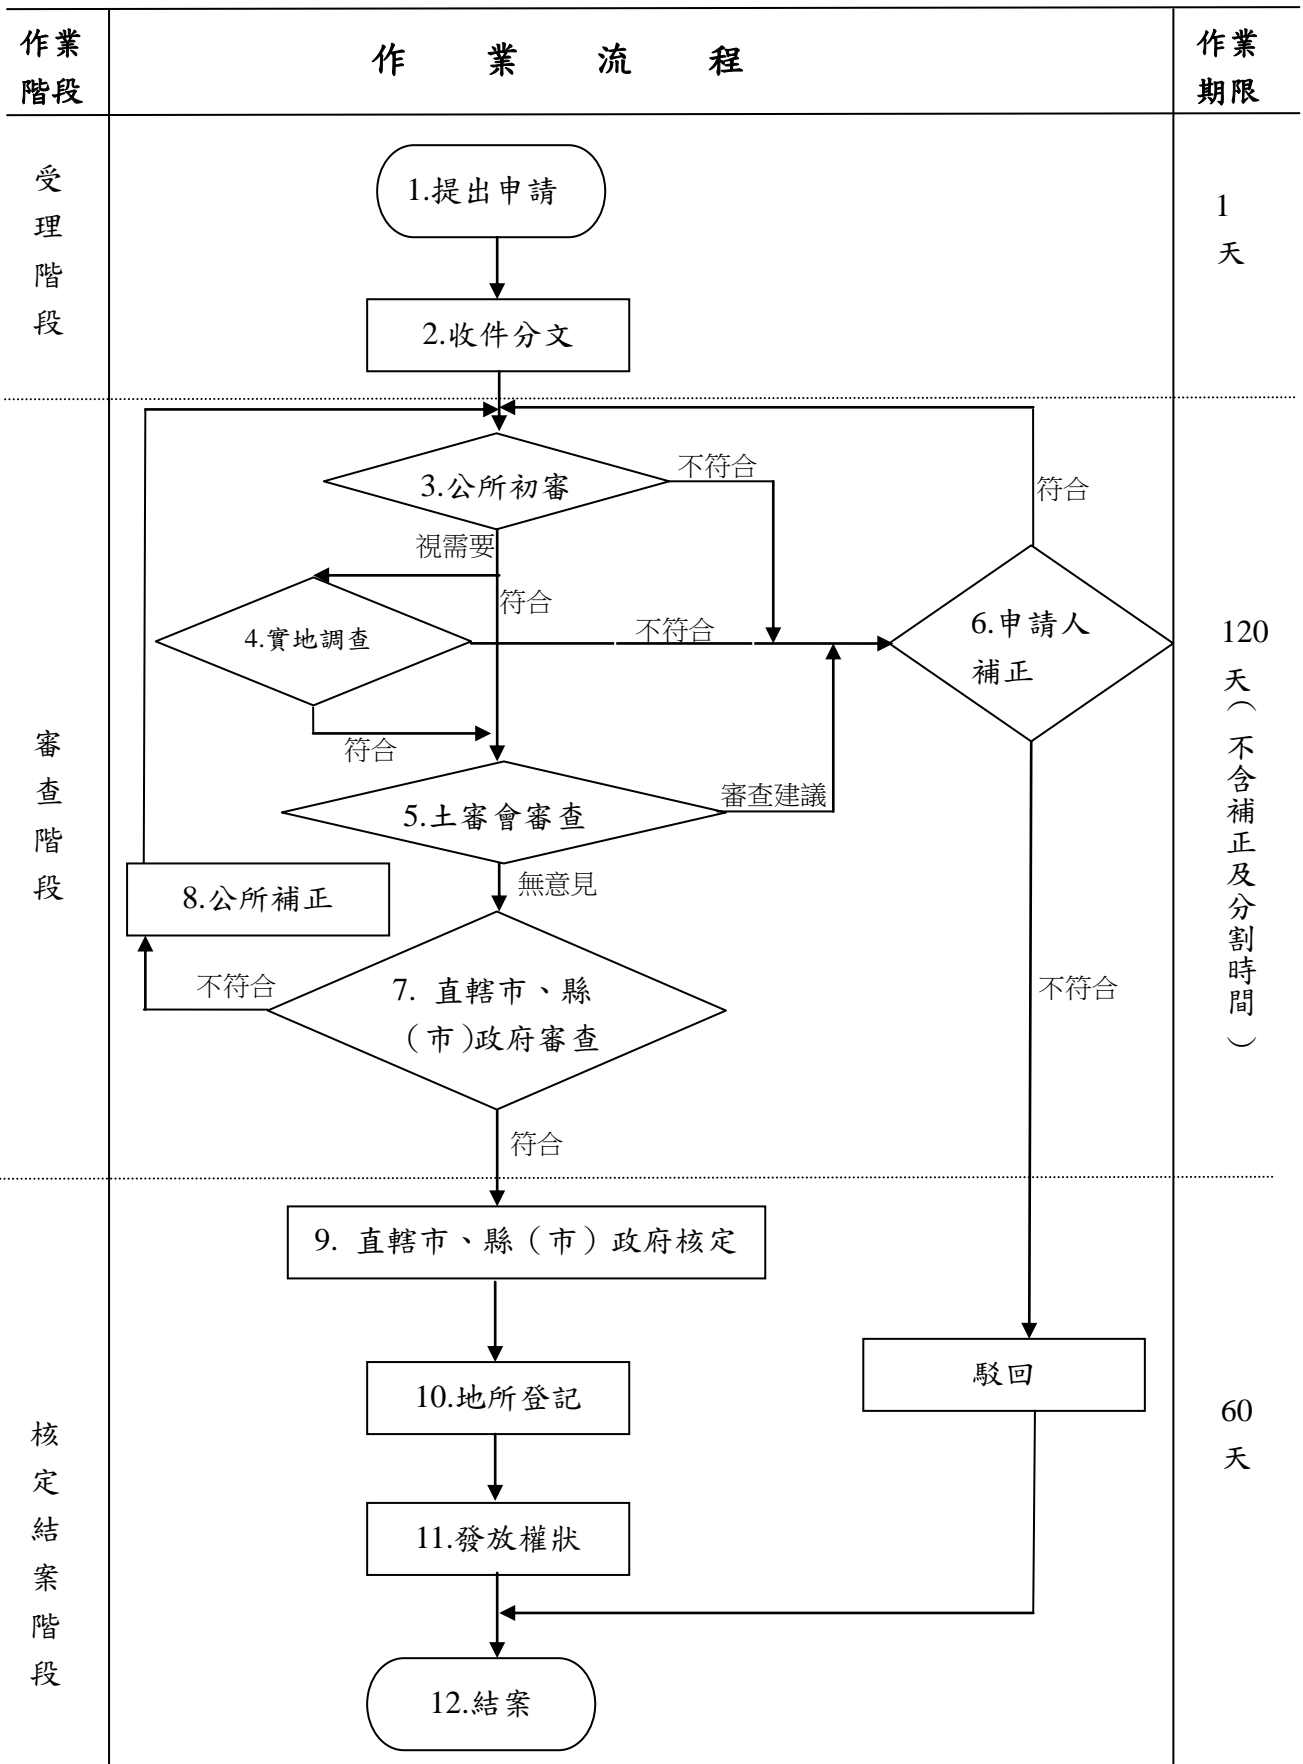 作業
階段
作業流程
作業
期限
受理階段
1.提出申請
2.收件分文
1
天
審查階段
3.公所初審
不符合
符合
視需要
符合
4.實地調查
不符合
6.申請人
補正
符合
5.土審會審查
審查建議
無意見
8.公所補正
不符合
7. 直轄市、縣
（市）政府審查
不符合
符合
120
天（不含補正及分割時間）
核定結案階段
9. 直轄市、縣（市）政府核定
10.地所登記
駁回
11.發放權狀
12.結案
60
天